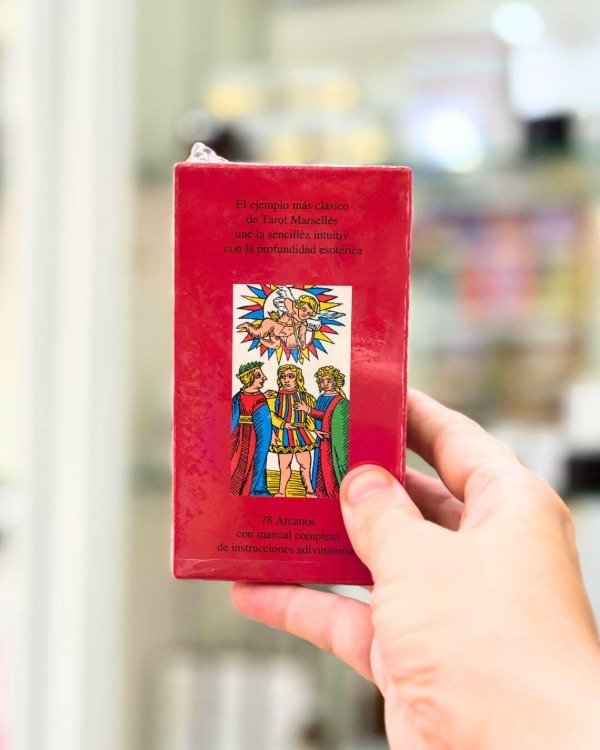 El ejemplo más clásico
de Tarot Marsellés
une la sencillez intuitiv
con la profundidad esotérica
78 Arcanos
con manual completo
de instrucciones adivinatoria